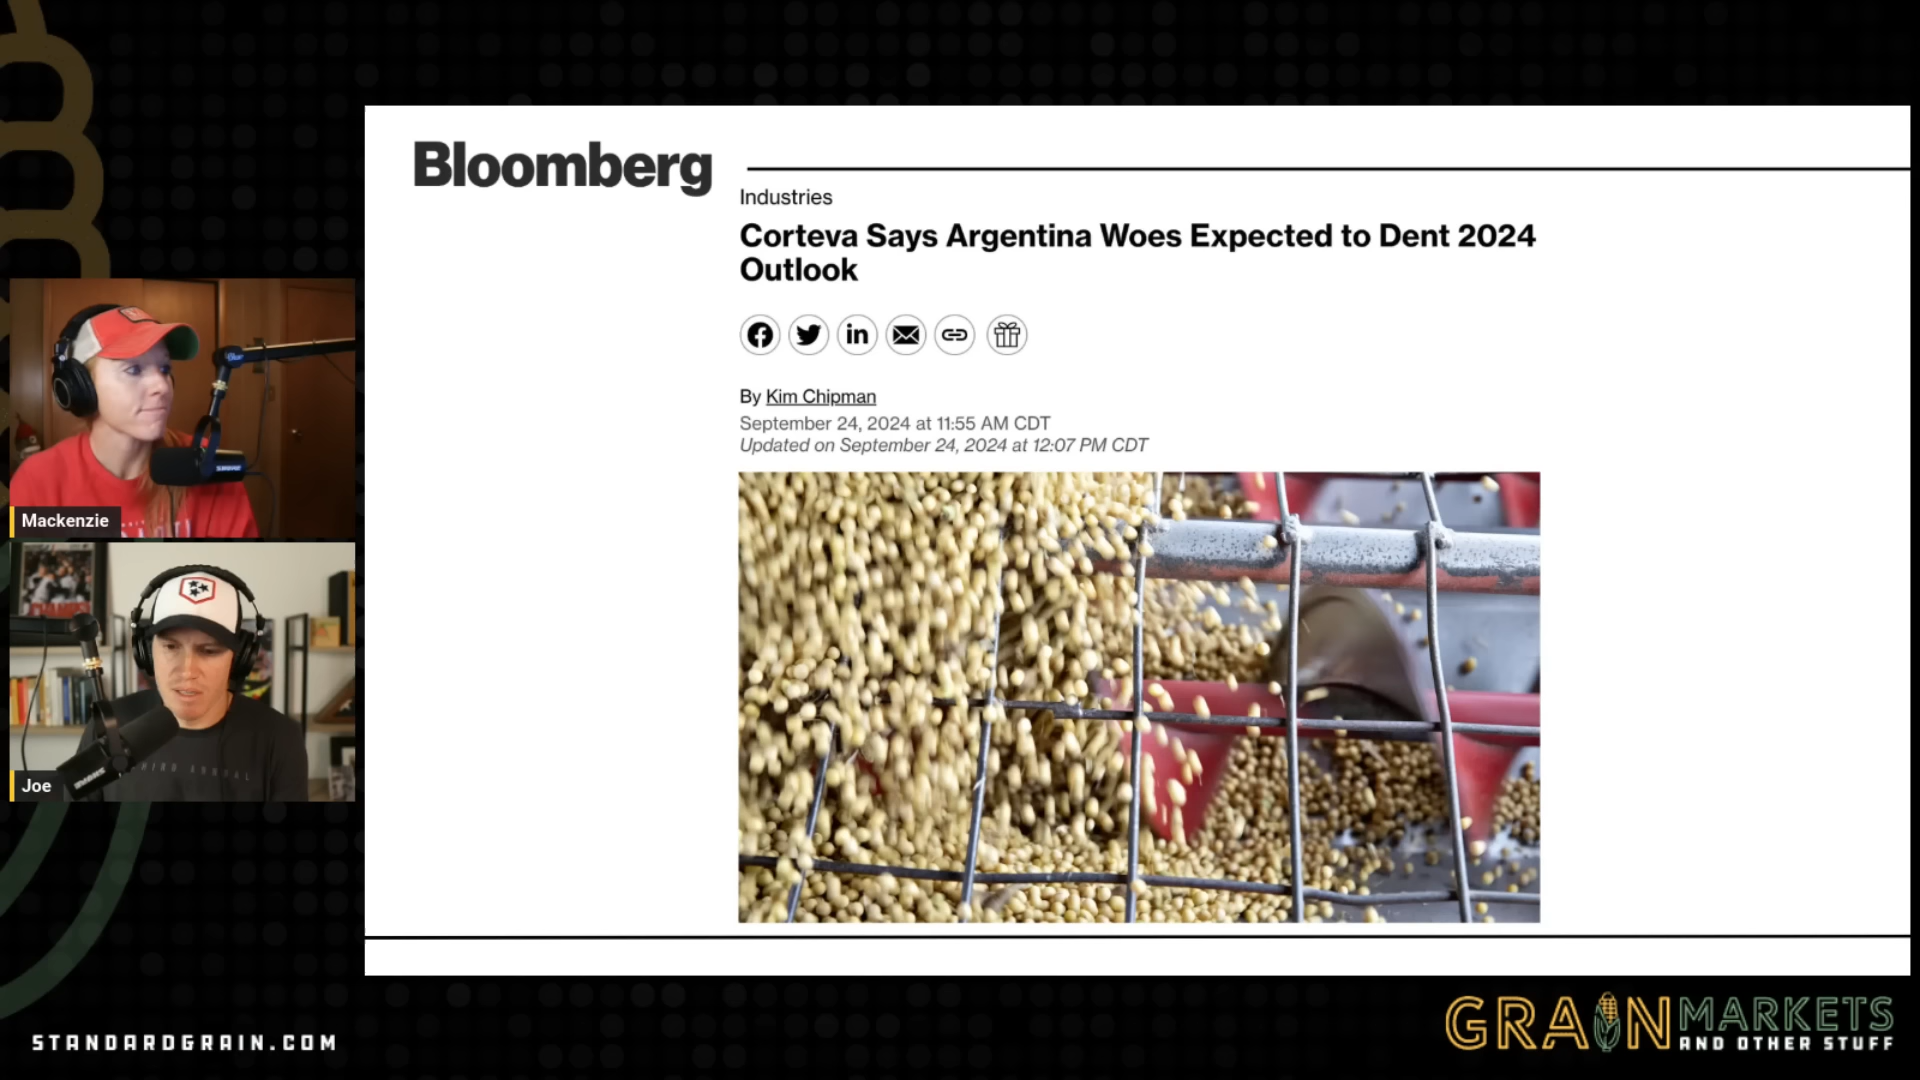 Bloomberg
Industries
Corteva Says Argentina Woes Expected to Dent 2024
Outlook
in
By Kim Chipman
September 24, 2024 at 11:55 AM CDT
Updated on September 24, 2024 at 12:07 PM CDT
Mackenzie
Joe
STANDARDGRAIN.COM
GRAIN MARKETS
AND OTHER STUFF